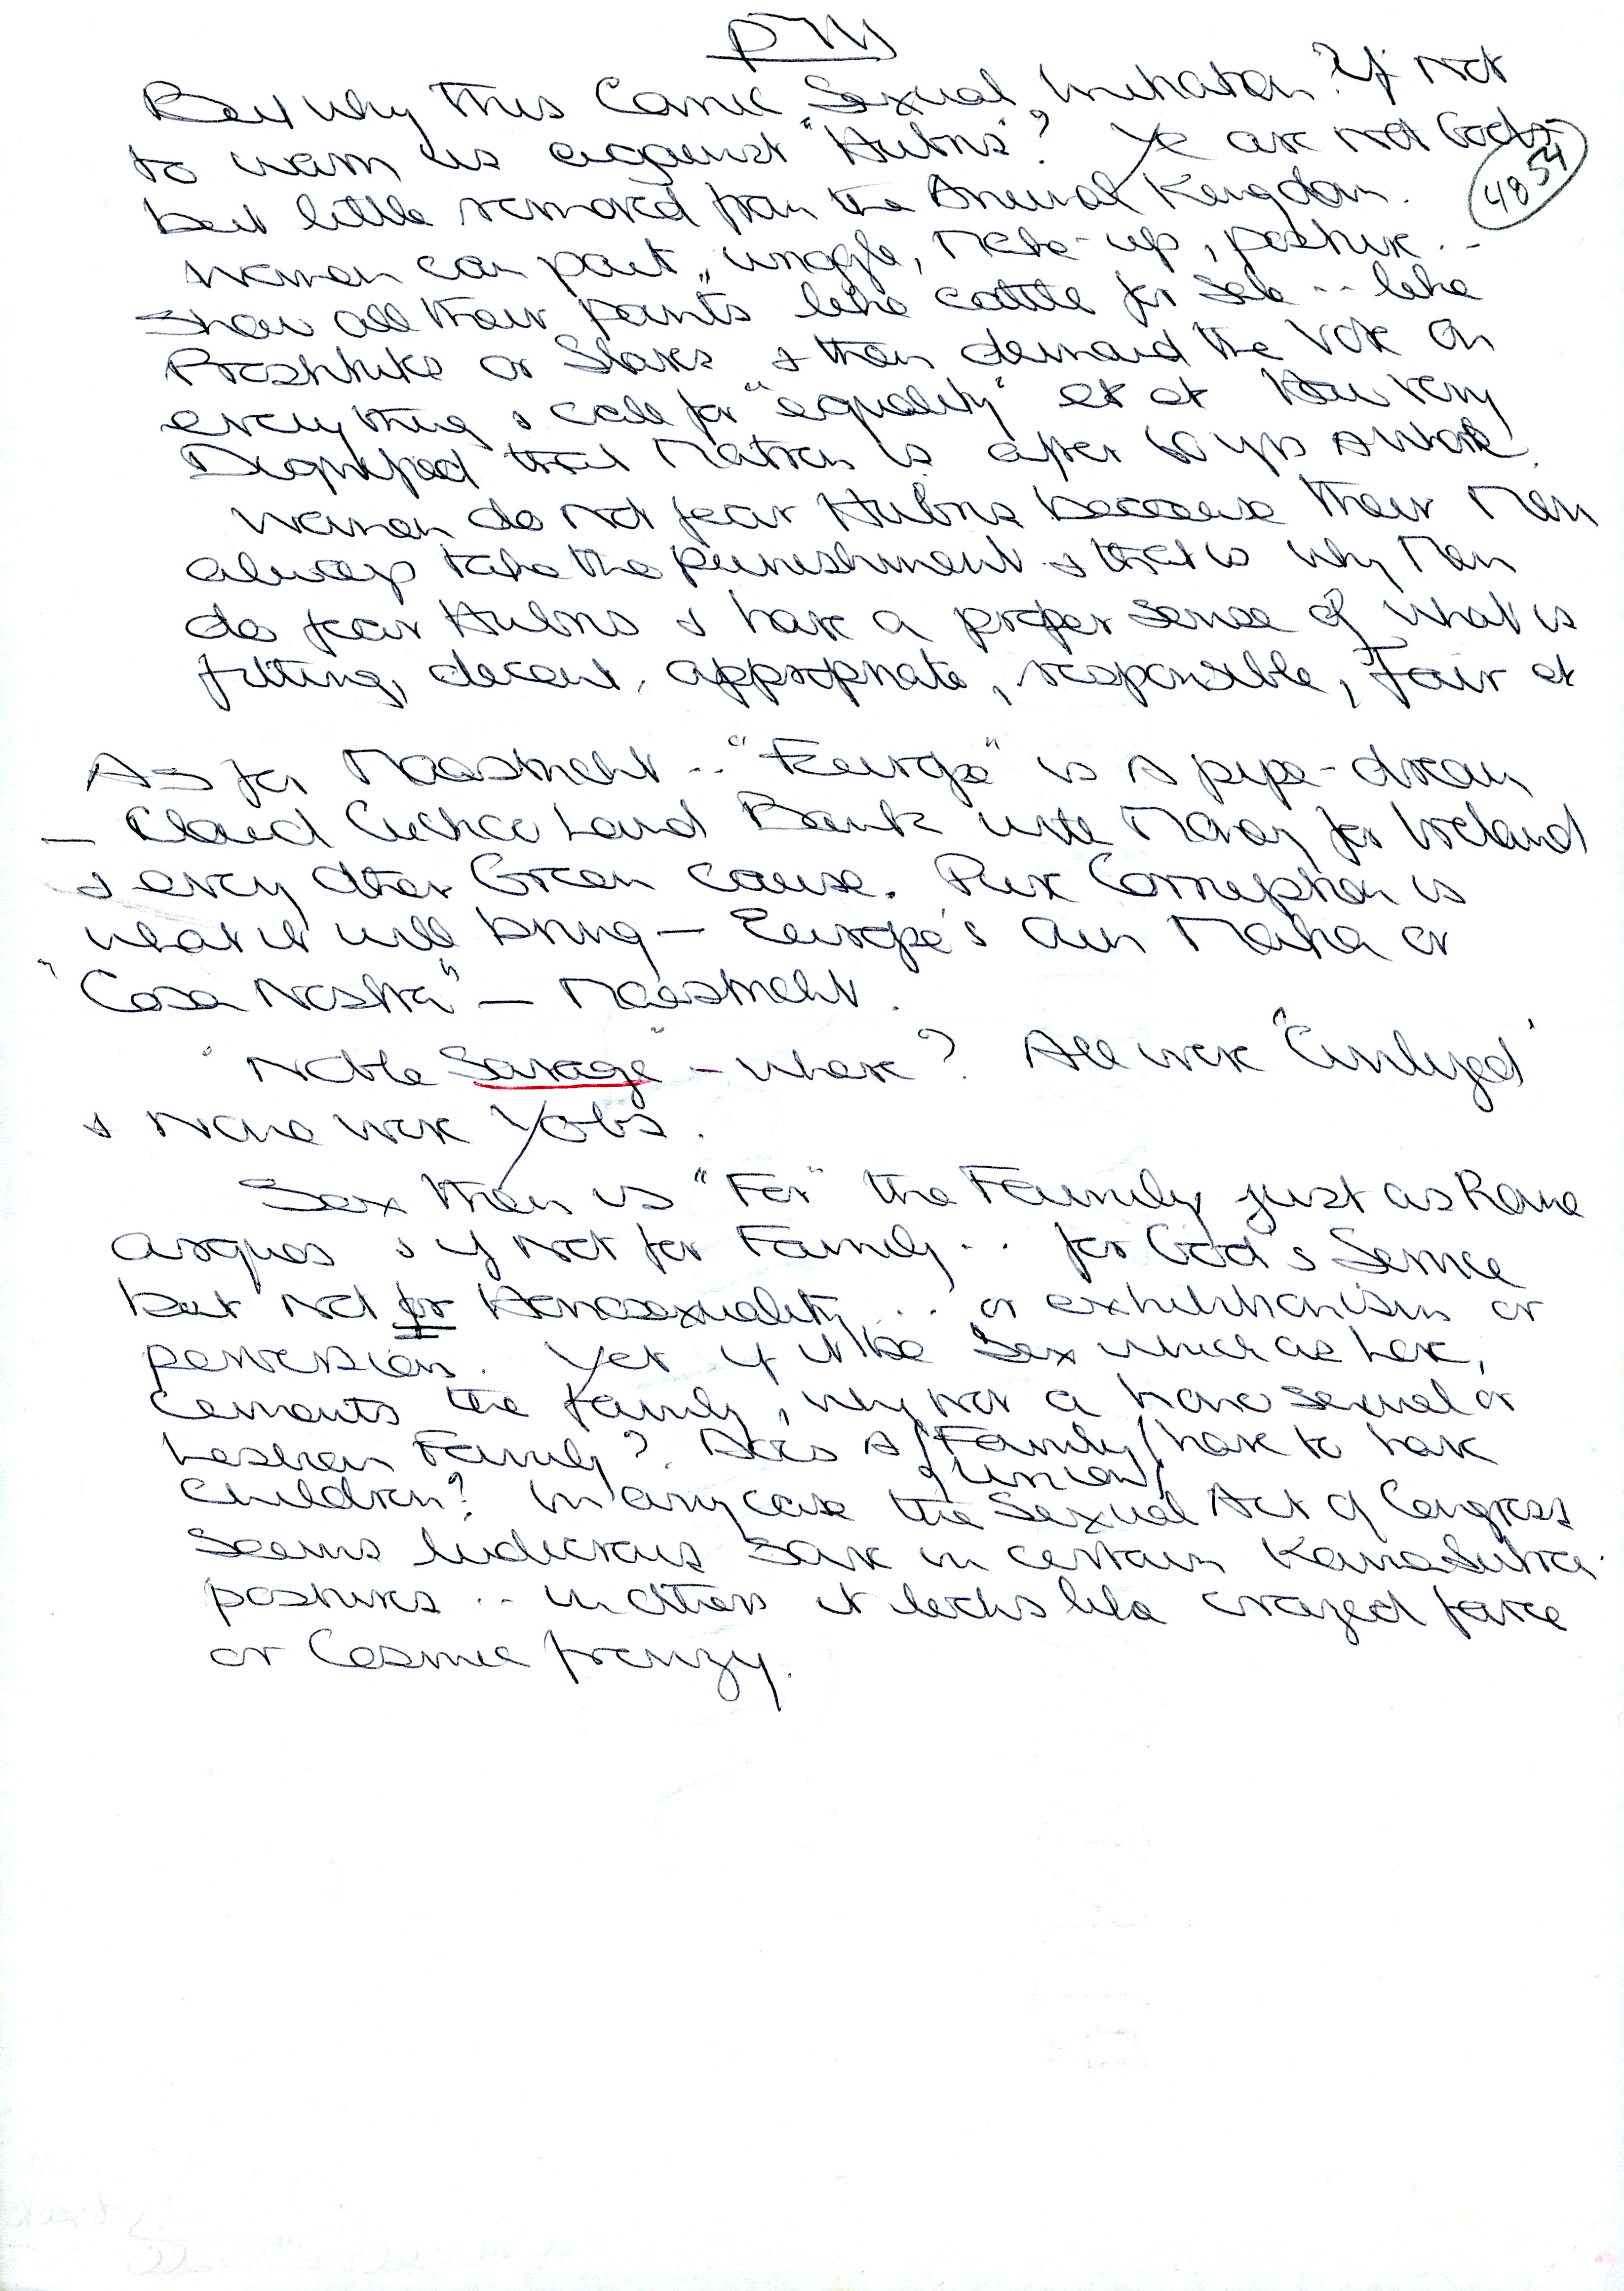 But why this Comic Sexual imitation? If Not
to warn us against "Hubris"? Ye are not Gods
4854
but little removed from the Animal Kingdom.
Women can pout, wiggle, Make-up, posture..
Show all their "points" like cattle for sale .. like
Prostitutes or Slaves & then demand the Vote on
everything & call for "equality" et et How very
Dignified that Matron is after 50 yrs
Women do not fear Hubris because their Men
always take the punishment & that is why Men
do fear Hubris & have a proper sense of what is
fitting, decent, appropriate, responsible, Fair et
As for Maastricht .. "Europe" is a pipe-dream
— Cloud Cuckoo Land Bank with Money for Ireland
& every other Green cause. Pure Corruption is
what it will bring — Europe's own Mafia or
"Cosa Nostra" — Maastricht.
"Noble Savage" — where? All were "Civilized"
& None were Yobs.
Sex then is "For" the Family just as Rome
argues & if not for Family .. for God's Service
but not for Homosexuality ... or exhibitionism or
perversion. Yet if it be Sex which as here,
cements the family, why not a homosexual or
Lesbian Family? Does a Family have to have
or Union
Children? In any case the Sexual Act of Congress
seems ludicrous save in certain Kama Sutra
postures .. in others it looks like crazed farce
or Cosmic frenzy.